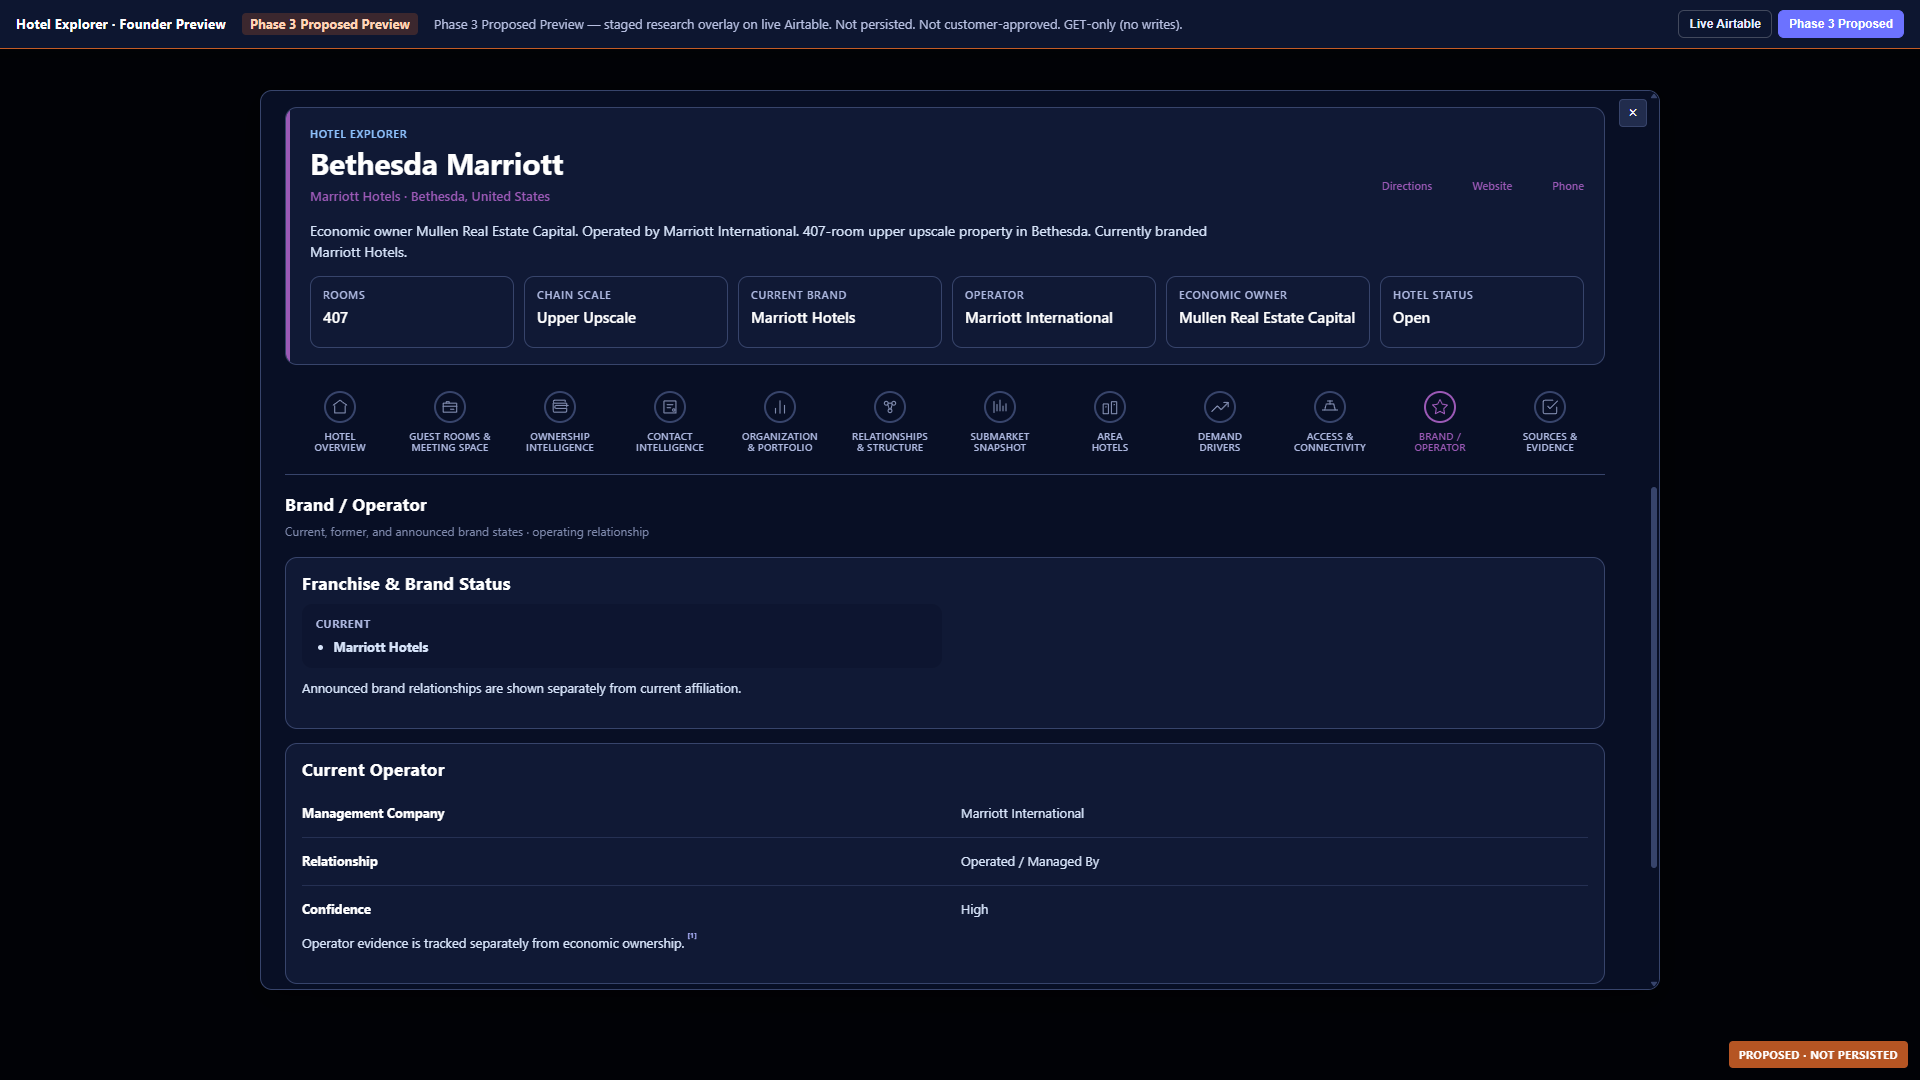 Hotel Explorer · Founder Preview
Phase 3 Proposed Preview
Phase 3 Proposed Preview — staged research overlay on live Airtable. Not persisted. Not customer-approved. GET-only (no writes).
Live Airtable
Phase 3 Proposed
×
HOTEL EXPLORER
Bethesda Marriott
Marriott Hotels · Bethesda, United States
Directions
Website
Phone
Economic owner Mullen Real Estate Capital. Operated by Marriott International. 407-room upper upscale property in Bethesda. Currently branded
Marriott Hotels.
ROOMS
407
CHAIN SCALE
Upper Upscale
CURRENT BRAND
Marriott Hotels
OPERATOR
Marriott International
ECONOMIC OWNER
Mullen Real Estate Capital
HOTEL STATUS
Open
HOTEL
OVERVIEW
GUEST ROOMS &
MEETING SPACE
OWNERSHIP
INTELLIGENCE
CONTACT
INTELLIGENCE
ORGANIZATION
& PORTFOLIO
RELATIONSHIPS
& STRUCTURE
SUBMARKET
SNAPSHOT
AREA
HOTELS
DEMAND
DRIVERS
ACCESS &
CONNECTIVITY
BRAND /
OPERATOR
SOURCES &
EVIDENCE
Brand / Operator
Current, former, and announced brand states · operating relationship
Franchise & Brand Status
CURRENT
• Marriott Hotels
Announced brand relationships are shown separately from current affiliation.
Current Operator
Management Company
Marriott International
Relationship
Operated / Managed By
Confidence
High
Operator evidence is tracked separately from economic ownership. [1]
PROPOSED · NOT PERSISTED